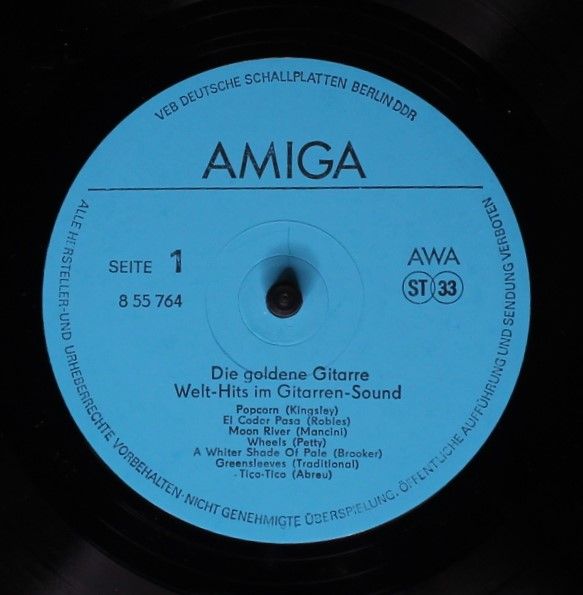 VEB DEUTSCHE SCHALLPLATTEN BERLIN DDR
AMIGA
SEITE 1
8 55 764
AWA
ST 33
Die goldene Gitarre
Welt-Hits im Gitarren-Sound
Popcorn (Kingsley)
El Codor Pasa (Robles)
Moon River (Mancini)
Wheels (Petty)
A Whiter Shade Of Pale (Brooker)
Greensleeves (Traditional)
Tico-Tico (Abreu)
ALLE HERSTELLER-UND URHEBERRECHTE VORBEHALTEN·NICHT GENEHMIGTE ÜBERSPIELUNG, ÖFFENTLICHE AUFFÜHRUNG UND SENDUNG VERBOTEN